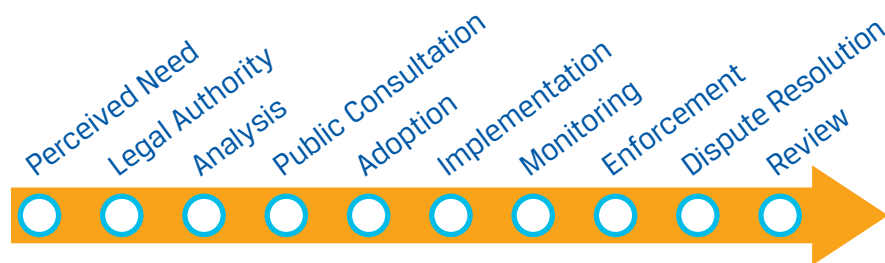 Perceived Need
Legal Authority
Analysis
Public Consultation
Adoption
Implementation
Monitoring
Enforcement
Dispute Resolution
Review